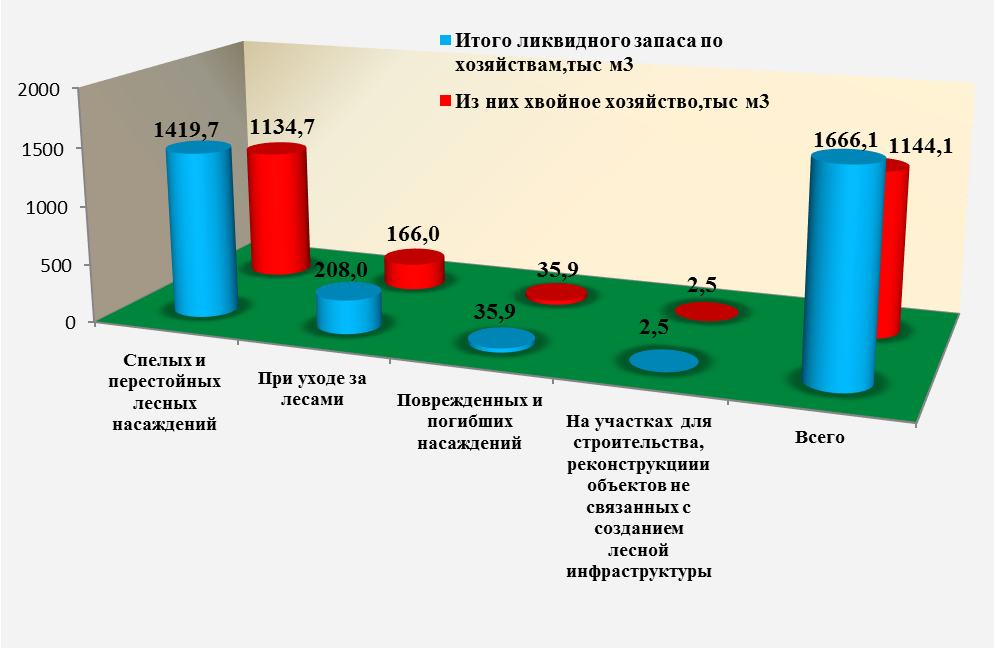 Итого ликвидного запаса по
хозяйствам,тыс м3
Из них хвойное хозяйство,тыс м3
2000
1500
1000
500
0
1419,7
1134,7
208,0
166,0
35,9
35,9
2,5
2,5
1666,1
1144,1
Спелых и
перестойных
лесных
насаждений
При уходе за
лесами
Поврежденных и
погибших
насаждений
На участках для
строительства,
реконструкциии
объектов не
связанных с
созданием
лесной
инфраструктуры
Всего